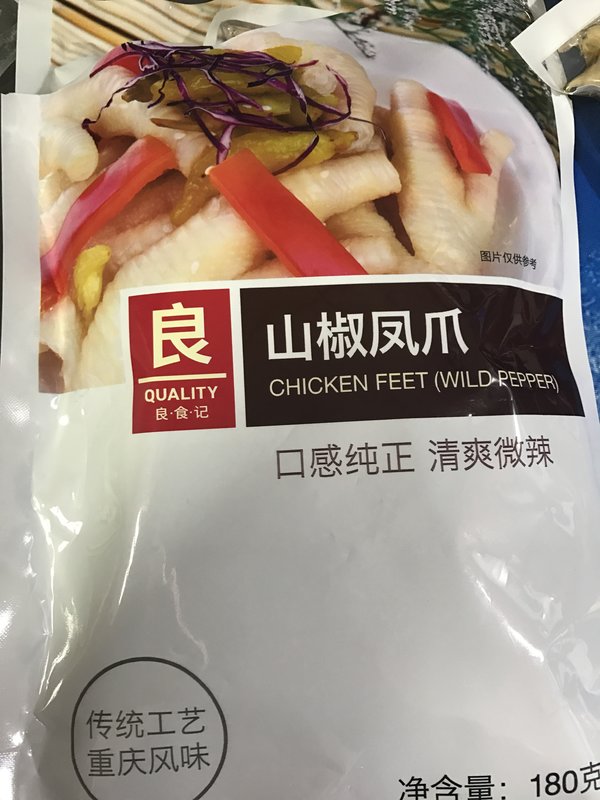 图片仅供参考
良
QUALITY
良·食·记
山椒凤爪
CHICKEN FEET (WILD PEPPER)
口感纯正 清爽微辣
传统工艺
重庆风味
净含量：180克